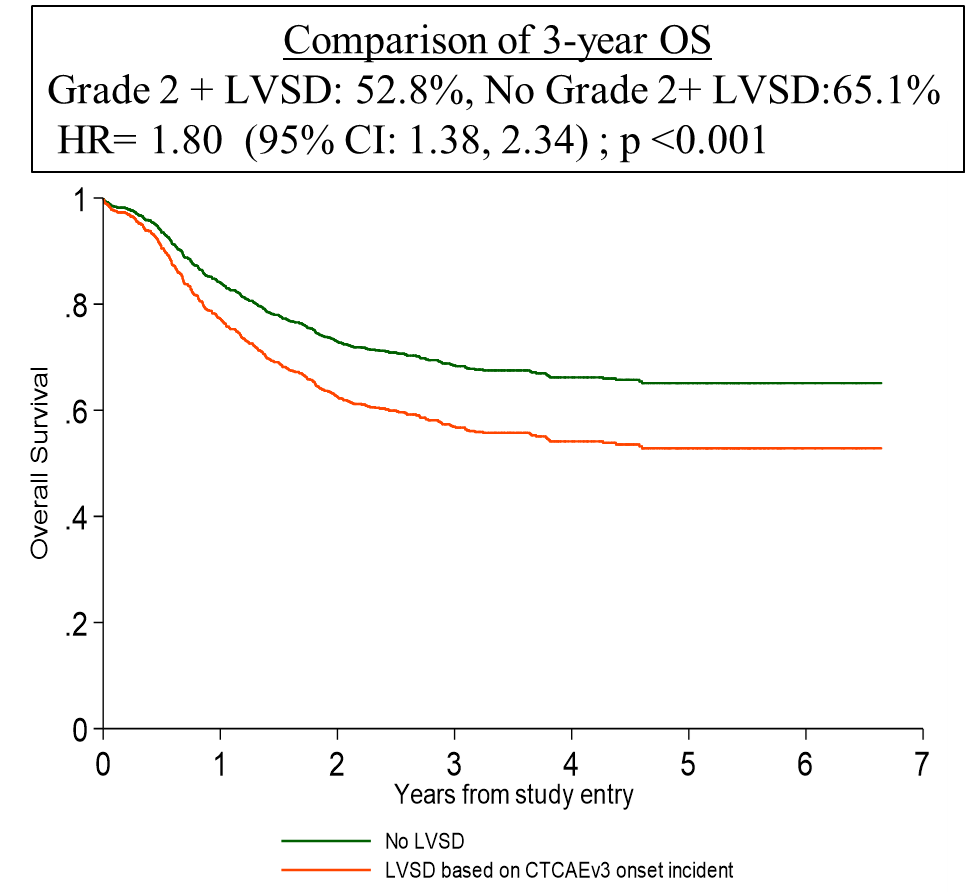 Comparison of 3-year OS
Grade 2 + LVSD: 52.8%, No Grade 2+ LVSD:65.1%
HR= 1.80 (95% CI: 1.38, 2.34) ; p <0.001
1
.8
.6
.4
.2
0
Overall Survival
0 1 2 3 4 5 6 7
Years from study entry
No LVSD
LVSD based on CTCAEv3 onset incident